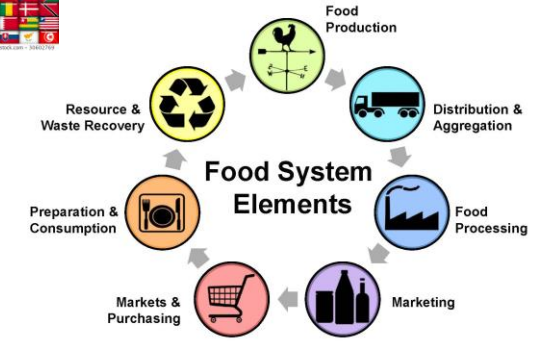 Food
Production
Distribution &
Aggregation
Food
Processing
Marketing
Markets &
Purchasing
Preparation &
Consumption
Resource &
Waste Recovery
Food System
Elements